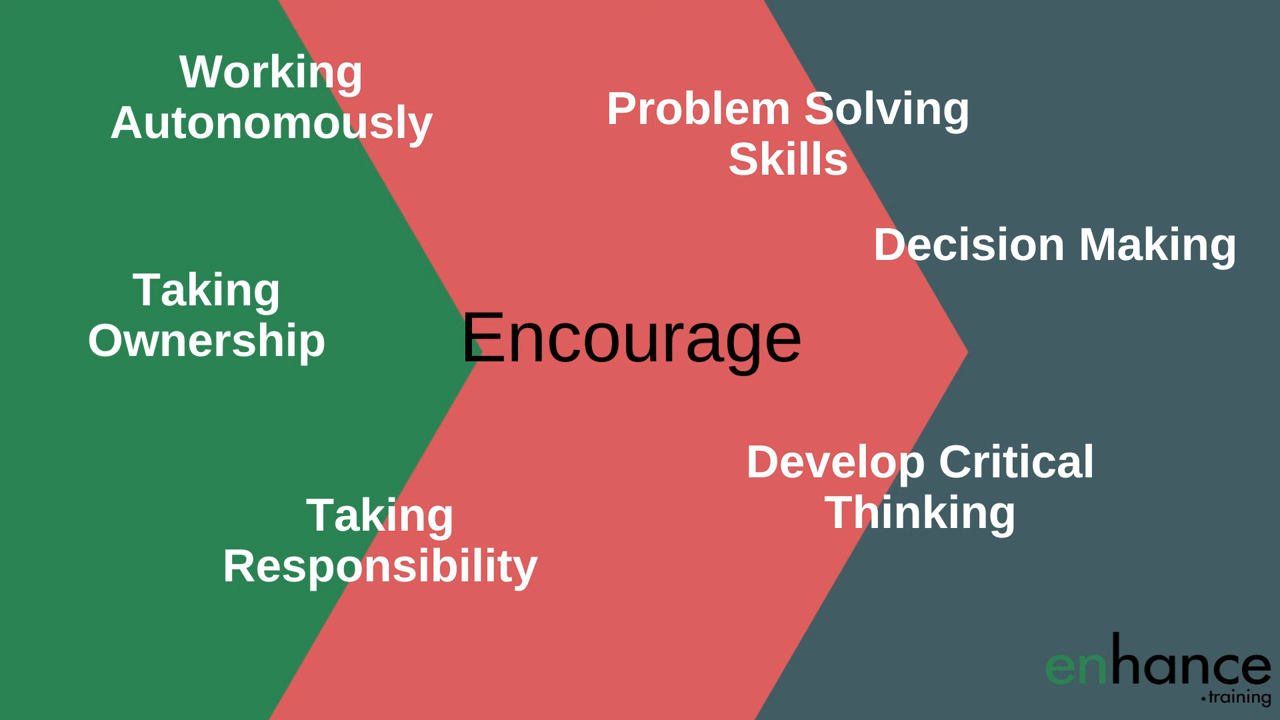 Working
Autonomously
Problem Solving
Skills
Decision Making
Taking
Ownership
Encourage
Develop Critical
Thinking
Taking
Responsibility
enhance
.training